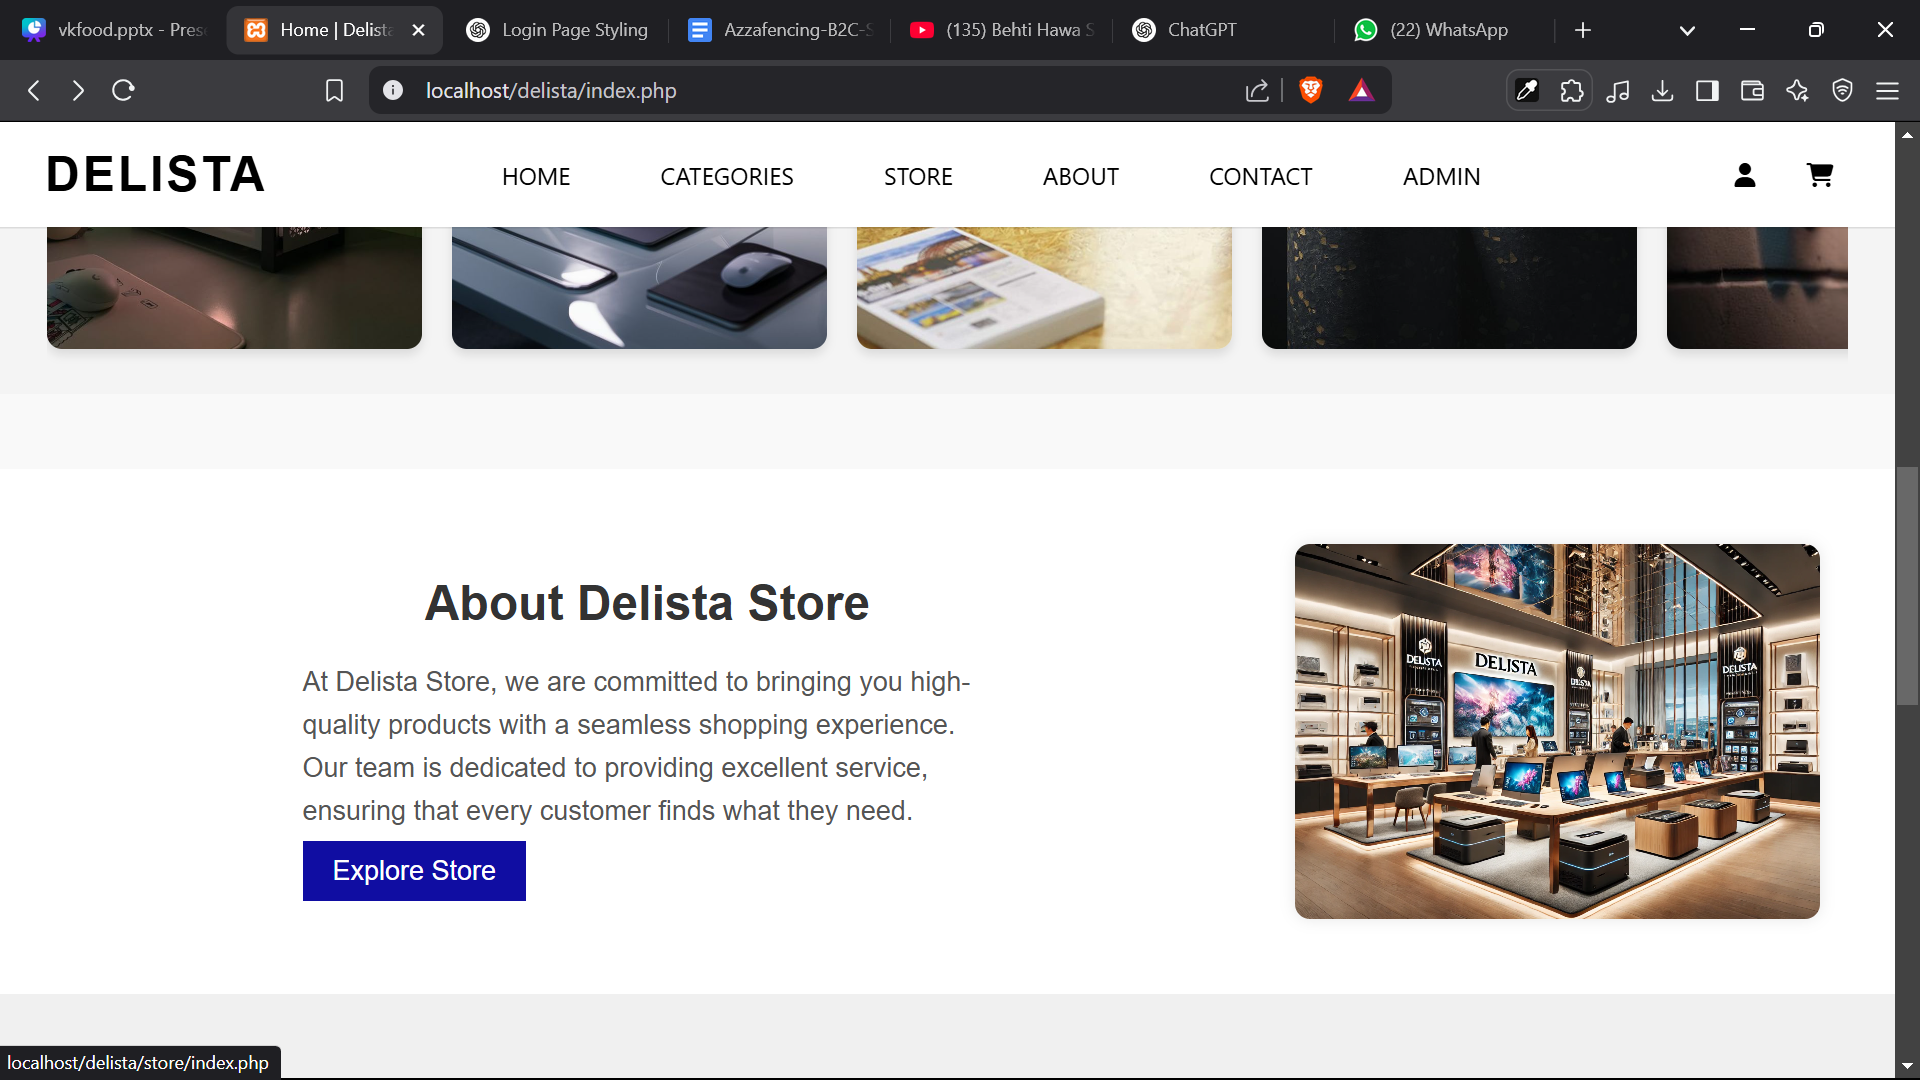 vkfood.pptx - Pres
Home | Delista
Login Page Styling
Azzafencing-B2C-S
(135) Behti Hawa S
ChatGPT
(22) WhatsApp
localhost/delista/index.php
DELISTA
HOME
CATEGORIES
STORE
ABOUT
CONTACT
ADMIN
About Delista Store
At Delista Store, we are committed to bringing you high-
quality products with a seamless shopping experience.
Our team is dedicated to providing excellent service,
ensuring that every customer finds what they need.
Explore Store
DELISTA
DELISTA
DELISTA
localhost/delista/store/index.php